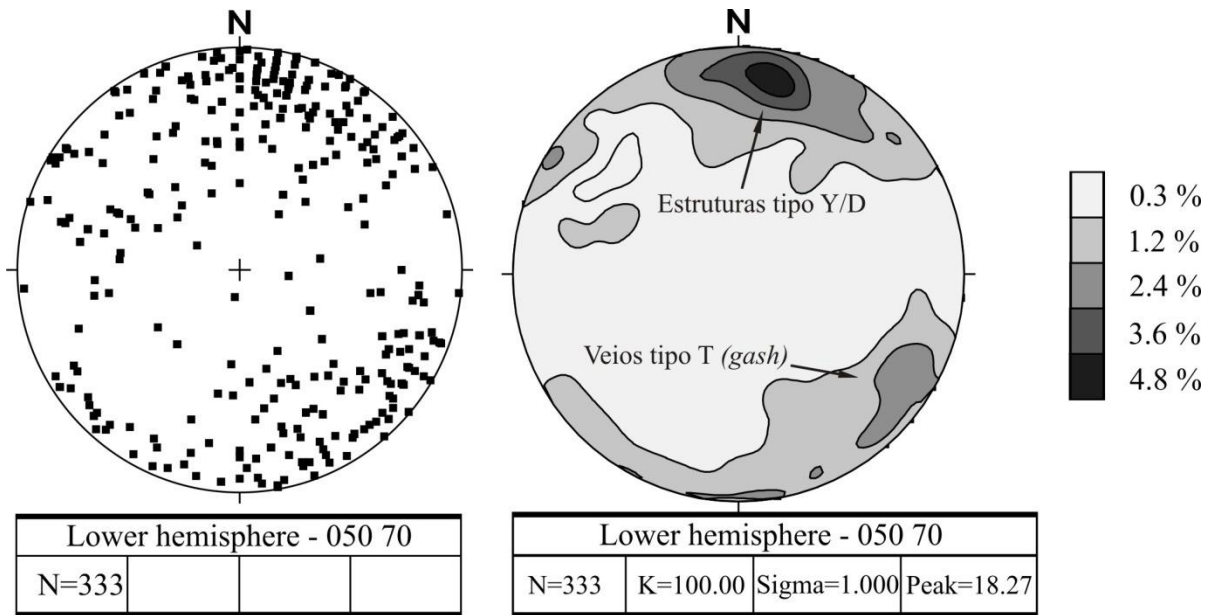 N
Lower hemisphere - 050 70
N=333
N
Estruturas tipo Y/D
Veios tipo T (gash)
Lower hemisphere - 050 70
N=333 K=100.00 Sigma=1.000 Peak=18.27
0.3 %
1.2 %
2.4 %
3.6 %
4.8 %